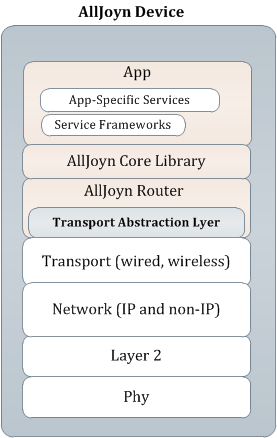 AllJoyn Device
App
App-Specific Services
Service Frameworks
AllJoyn Core Library
AllJoyn Router
Transport Abstraction Lyer
Transport (wired, wireless)
Network (IP and non-IP)
Layer 2
Phy